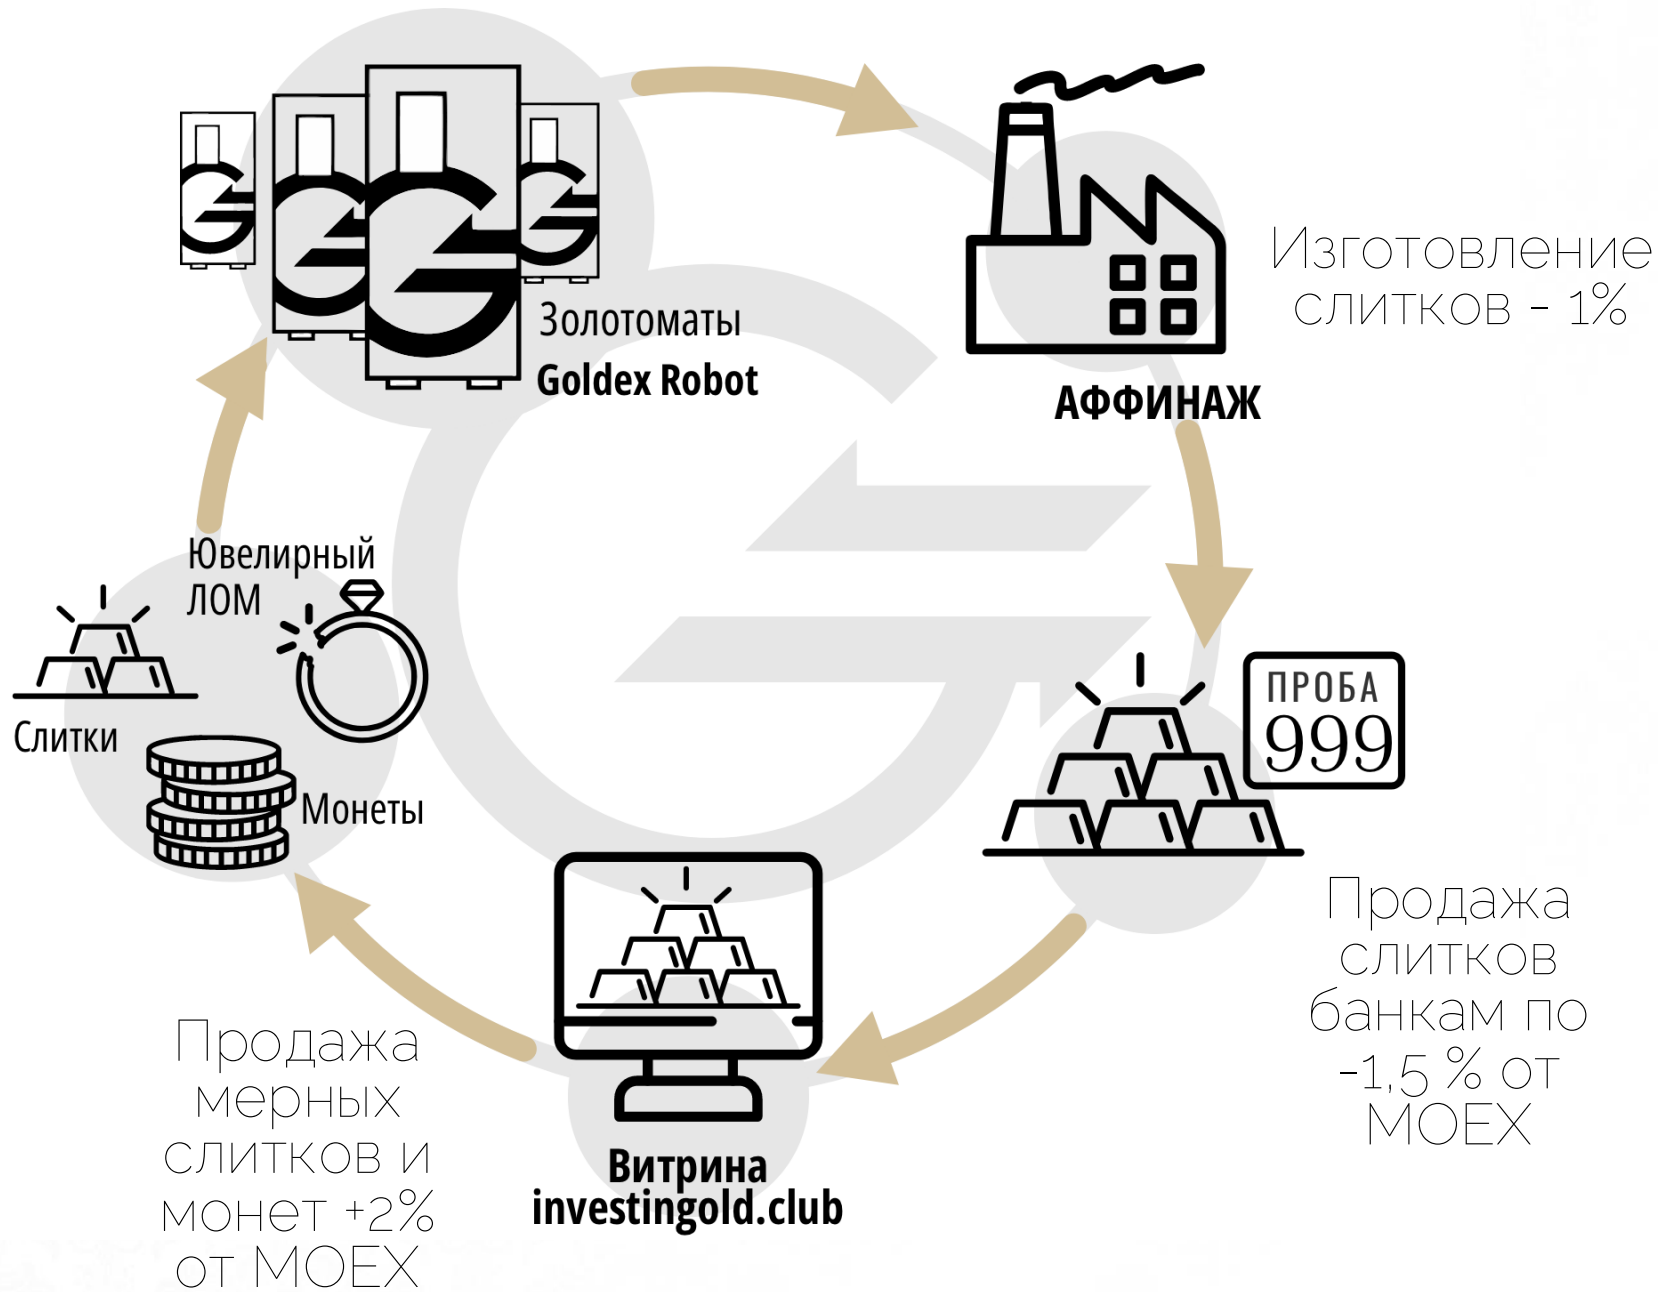 Золотоматы
Goldex Robot
Изготовление
слитков - 1%
АФФИНАЖ
Ювелирный
ЛОМ
Слитки
Монеты
ПРОБА
999
Продажа
слитков
банкам по
-1,5 % от
MOEX
Витрина
investingold.club
Продажа
мерных
слитков и
монет +2%
от MOEX